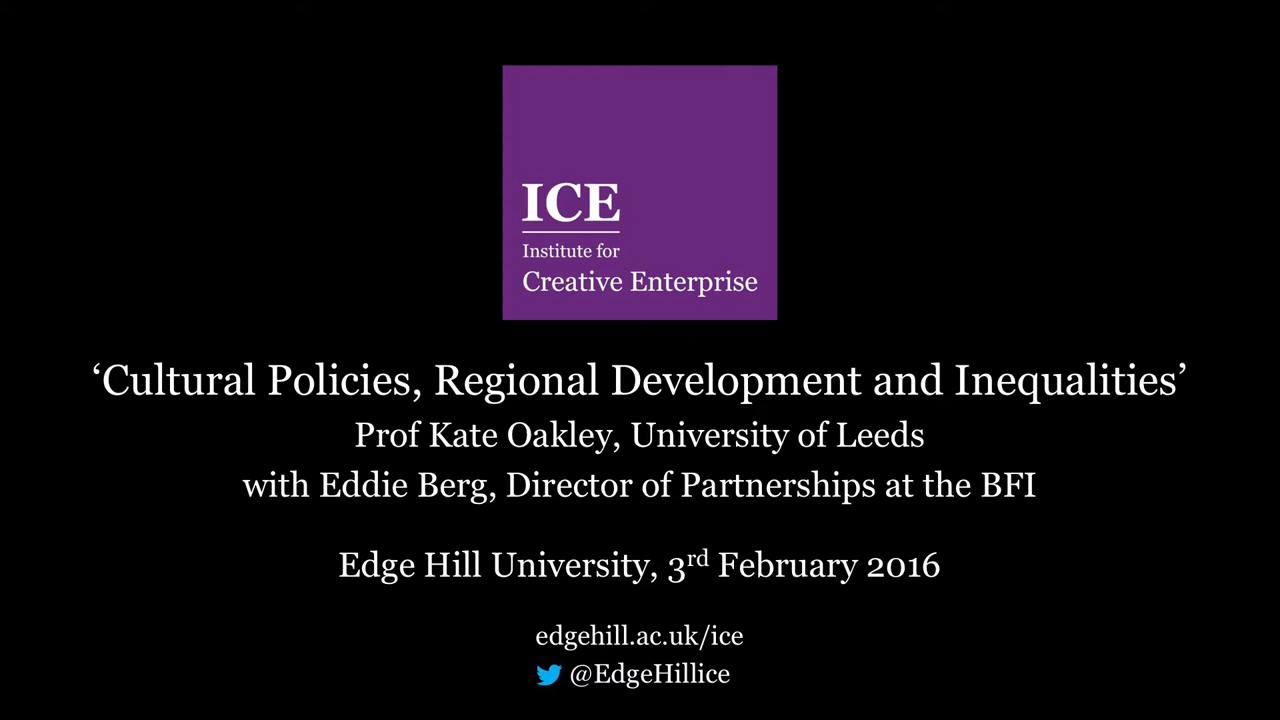 ICE
Institute for
Creative Enterprise
‘Cultural Policies, Regional Development and Inequalities’
Prof Kate Oakley, University of Leeds
with Eddie Berg, Director of Partnerships at the BFI
Edge Hill University, 3rd February 2016
edgehill.ac.uk/ice
@EdgeHillice